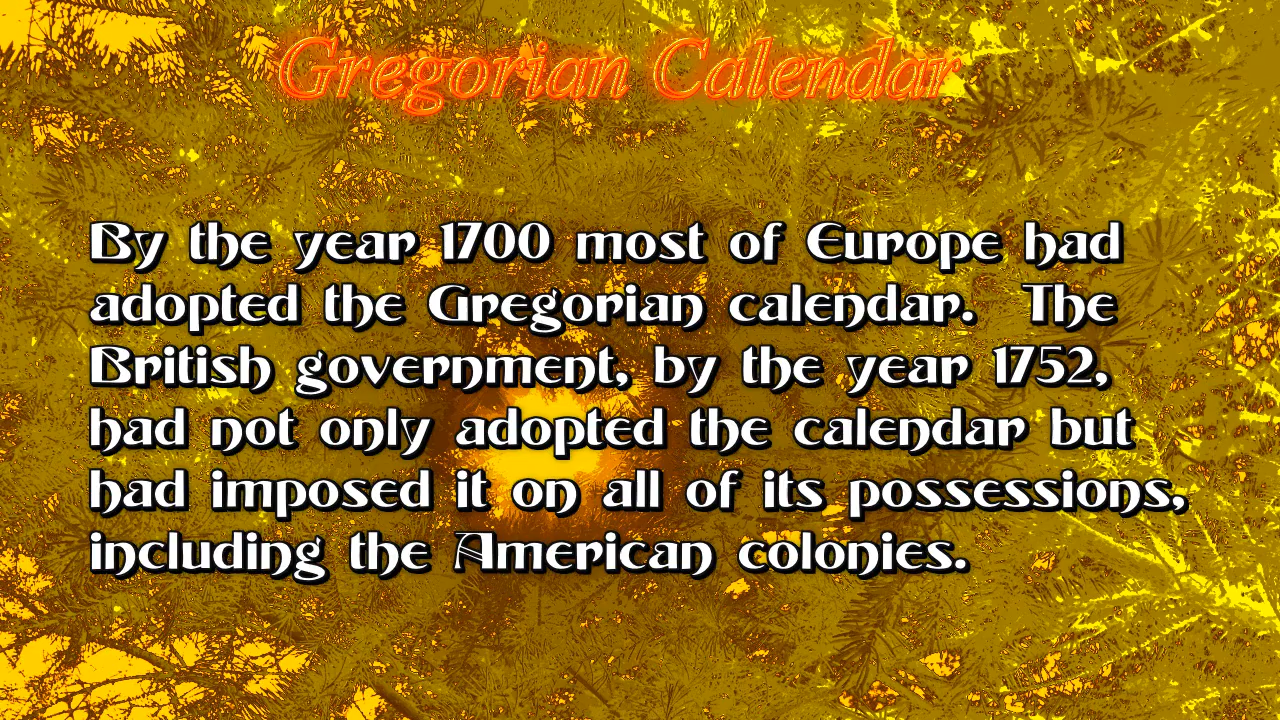 Gregorian Calendar
By the year 1700 most of Europe had
adopted the Gregorian calendar.  The
British government, by the year 1752,
had not only adopted the calendar but
had imposed it on all of its possessions,
including the American colonies.